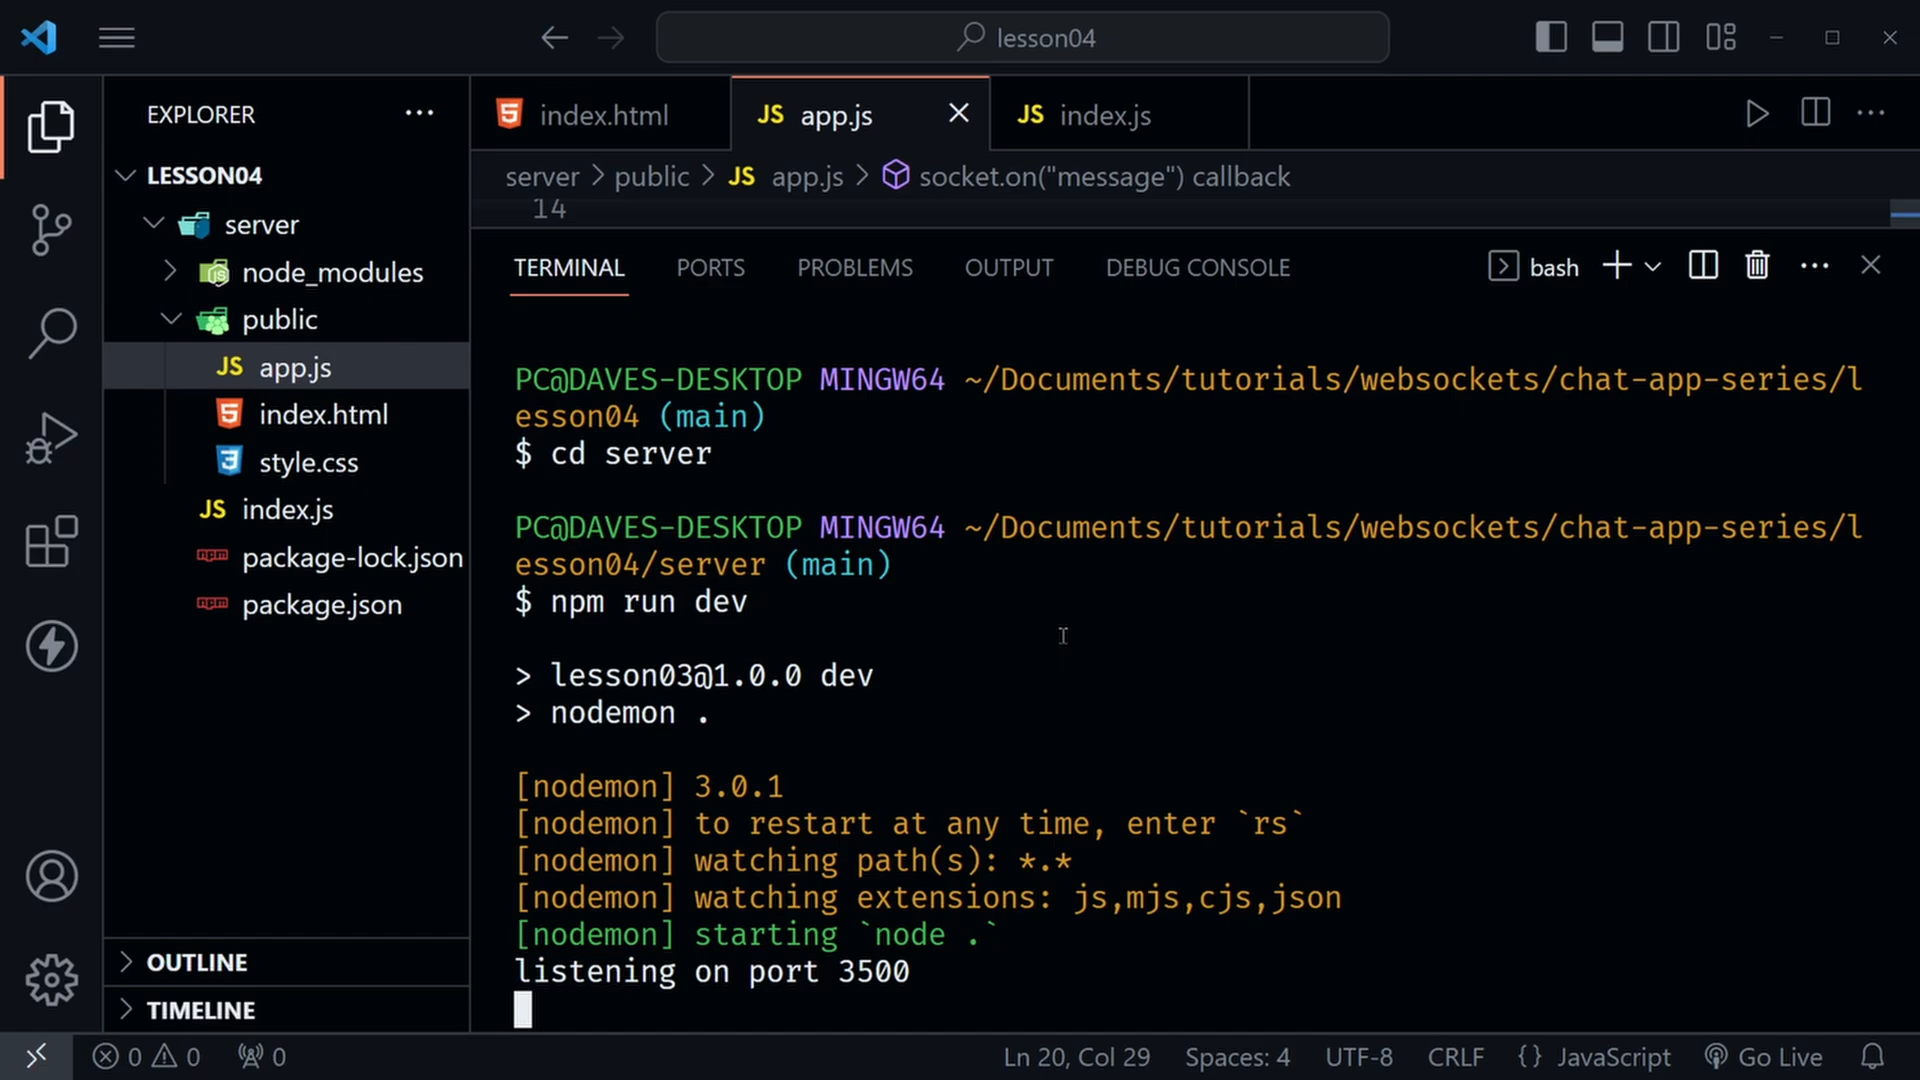 lesson04
EXPLORER
LESSON04
server
node_modules
public
JS app.js
index.html
style.css
JS index.js
package-lock.json
package.json
OUTLINE
TIMELINE
index.html
JS app.js
JS index.js
server > public > JS app.js > socket.on("message") callback
14
TERMINAL PORTS PROBLEMS OUTPUT DEBUG CONSOLE
bash
PC@DAVES-DESKTOP MINGW64 ~/Documents/tutorials/websockets/chat-app-series/l
esson04 (main)
$ cd server
PC@DAVES-DESKTOP MINGW64 ~/Documents/tutorials/websockets/chat-app-series/l
esson04/server (main)
$ npm run dev
> lesson03@1.0.0 dev
> nodemon .
[nodemon] 3.0.1
[nodemon] to restart at any time, enter `rs`
[nodemon] watching path(s): *.*
[nodemon] watching extensions: js,mjs,cjs,json
[nodemon] starting `node .`
listening on port 3500
0 0 0 Ln 20, Col 29 Spaces: 4 UTF-8 CRLF {} JavaScript Go Live